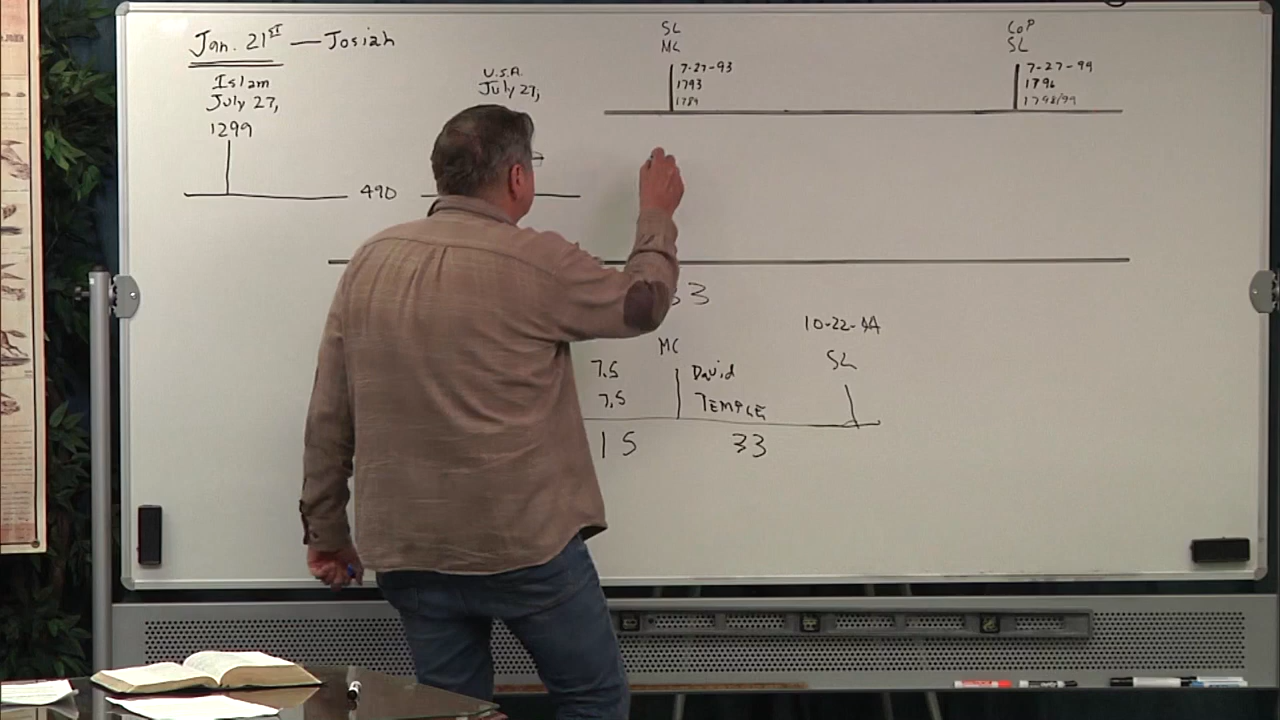 Jan. 21ST — Josiah
Islam
July 27,
1299
490
U.S.A.
July 27,
SL
MC
7-27-93
1793
1789
CoP
SL
7-27-99
1796
1798/99
33
MC
7.5
7.5
David
TEMPLE
10-22-44
SL
15
33